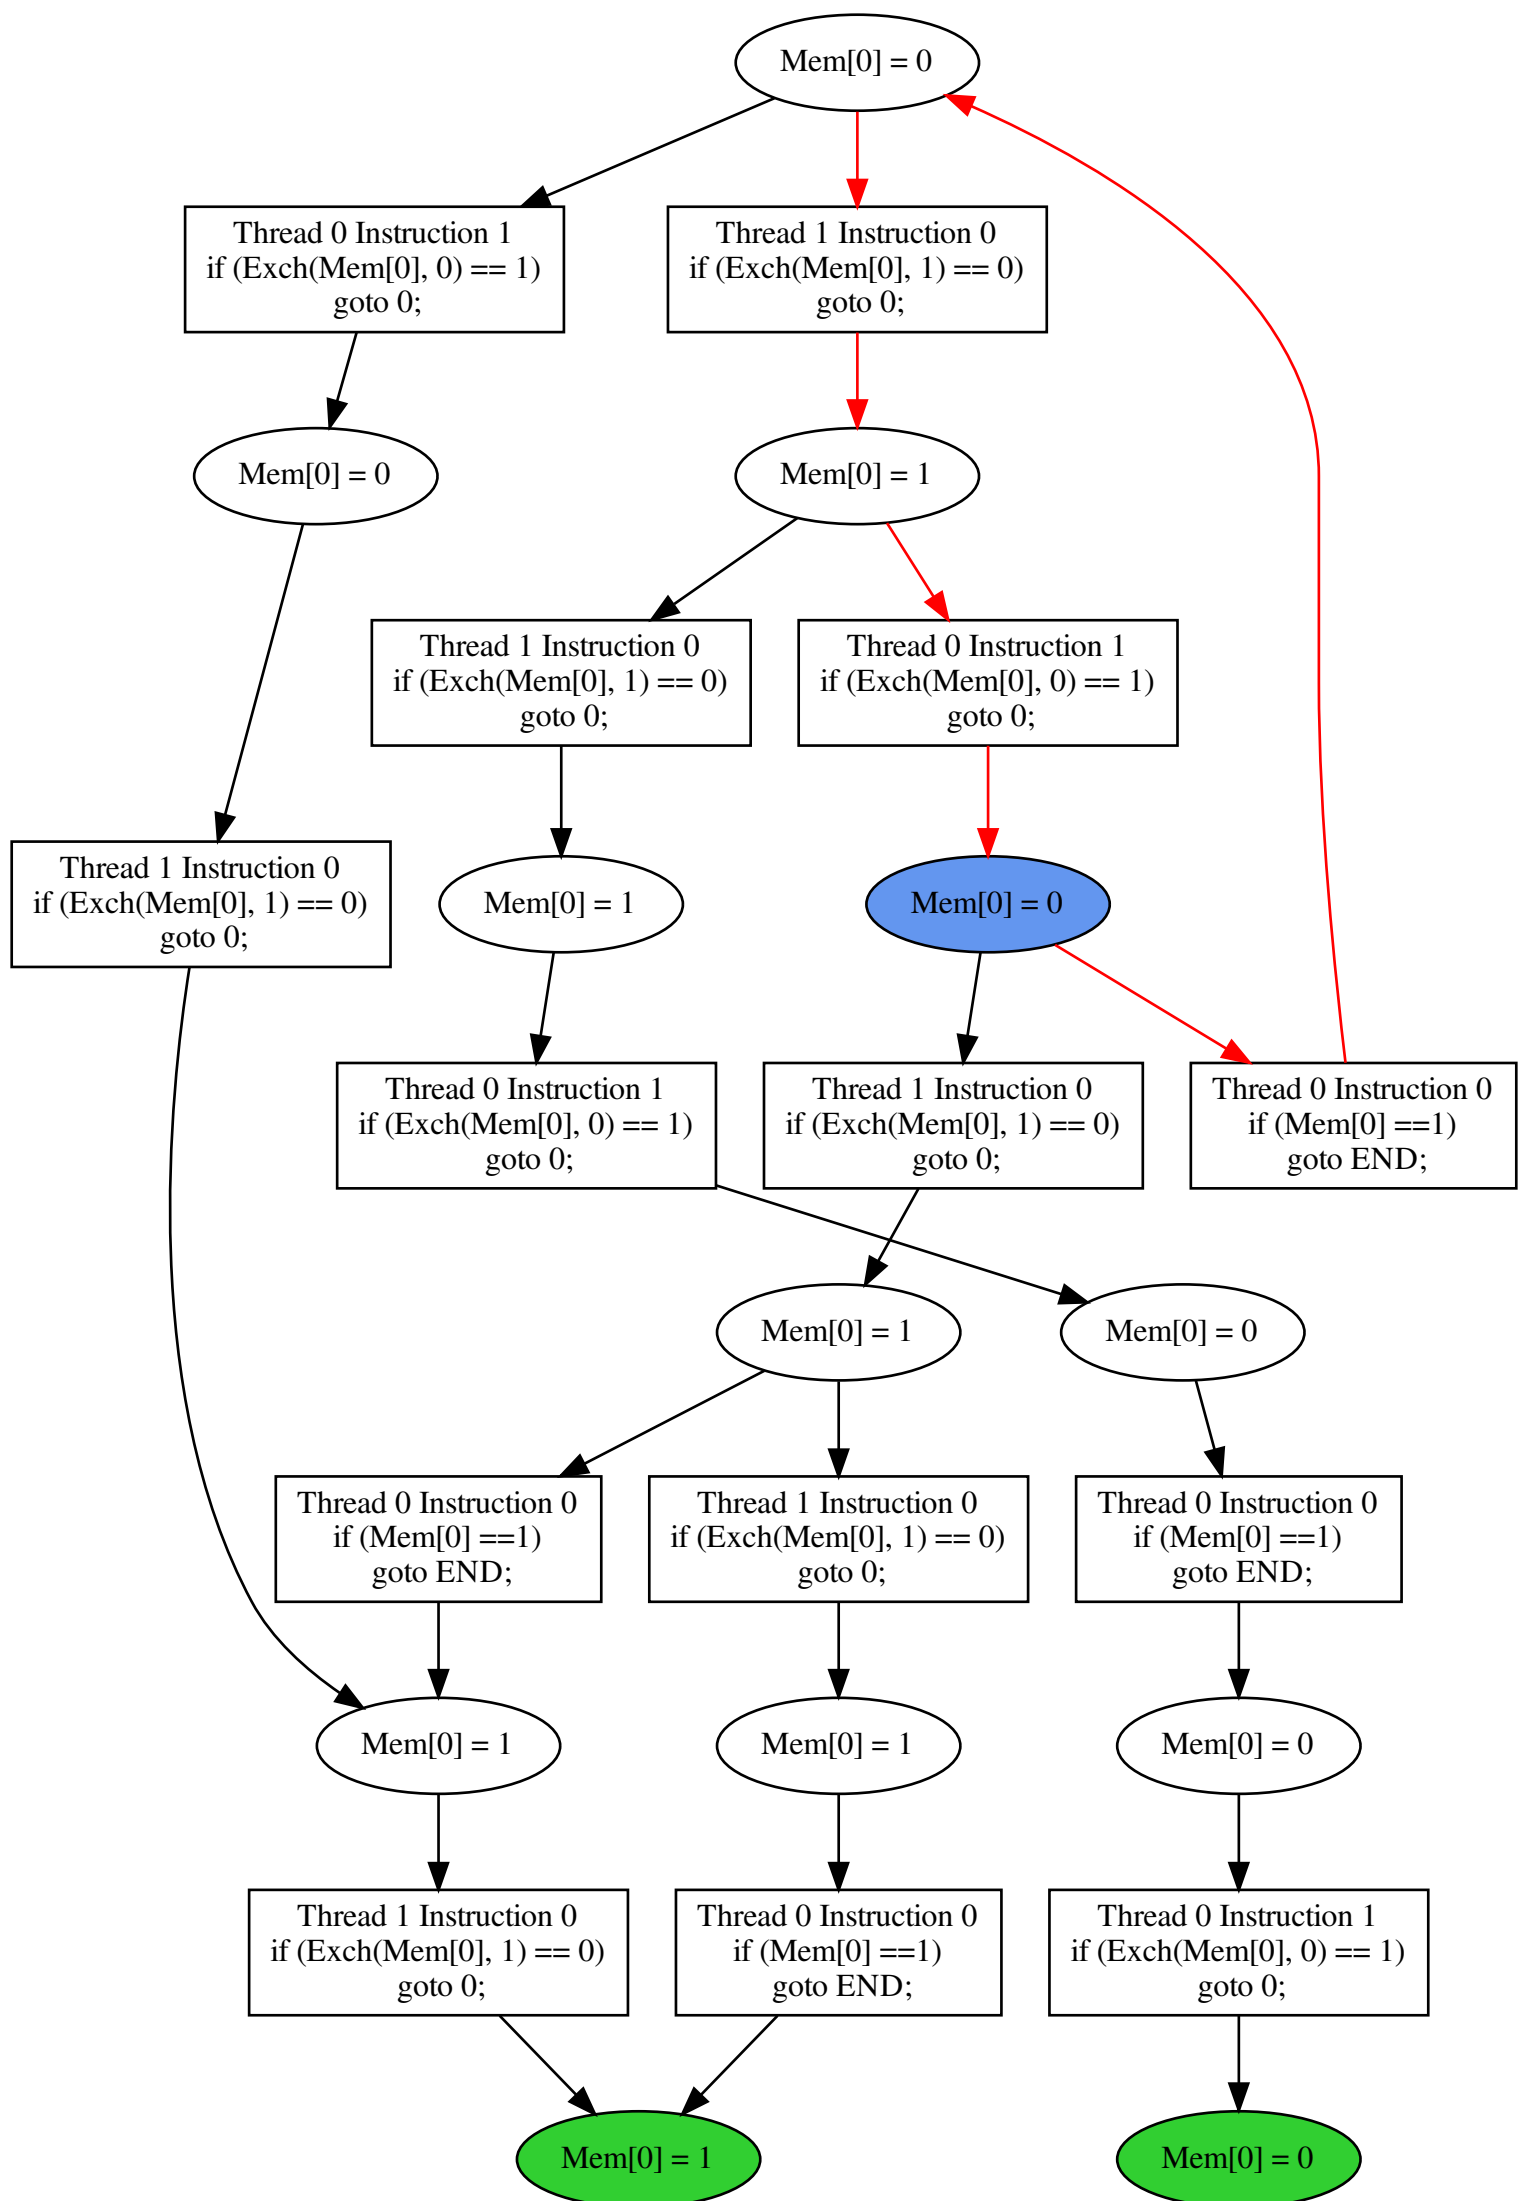 Mem[0] = 0
Thread 0 Instruction 1
if (Exch(Mem[0], 0) == 1)
goto 0;
Thread 1 Instruction 0
if (Exch(Mem[0], 1) == 0)
goto 0;
Mem[0] = 0
Mem[0] = 1
Thread 1 Instruction 0
if (Exch(Mem[0], 1) == 0)
goto 0;
Thread 0 Instruction 1
if (Exch(Mem[0], 0) == 1)
goto 0;
Thread 1 Instruction 0
if (Exch(Mem[0], 1) == 0)
goto 0;
Mem[0] = 1
Mem[0] = 0
Thread 0 Instruction 1
if (Exch(Mem[0], 0) == 1)
goto 0;
Thread 1 Instruction 0
if (Exch(Mem[0], 1) == 0)
goto 0;
Thread 0 Instruction 0
if (Mem[0] ==1)
goto END;
Mem[0] = 1
Mem[0] = 0
Thread 0 Instruction 0
if (Mem[0] ==1)
goto END;
Thread 1 Instruction 0
if (Exch(Mem[0], 1) == 0)
goto 0;
Thread 0 Instruction 0
if (Mem[0] ==1)
goto END;
Mem[0] = 1
Mem[0] = 1
Mem[0] = 0
Thread 1 Instruction 0
if (Exch(Mem[0], 1) == 0)
goto 0;
Thread 0 Instruction 0
if (Mem[0] ==1)
goto END;
Thread 0 Instruction 1
if (Exch(Mem[0], 0) == 1)
goto 0;
Mem[0] = 1
Mem[0] = 0